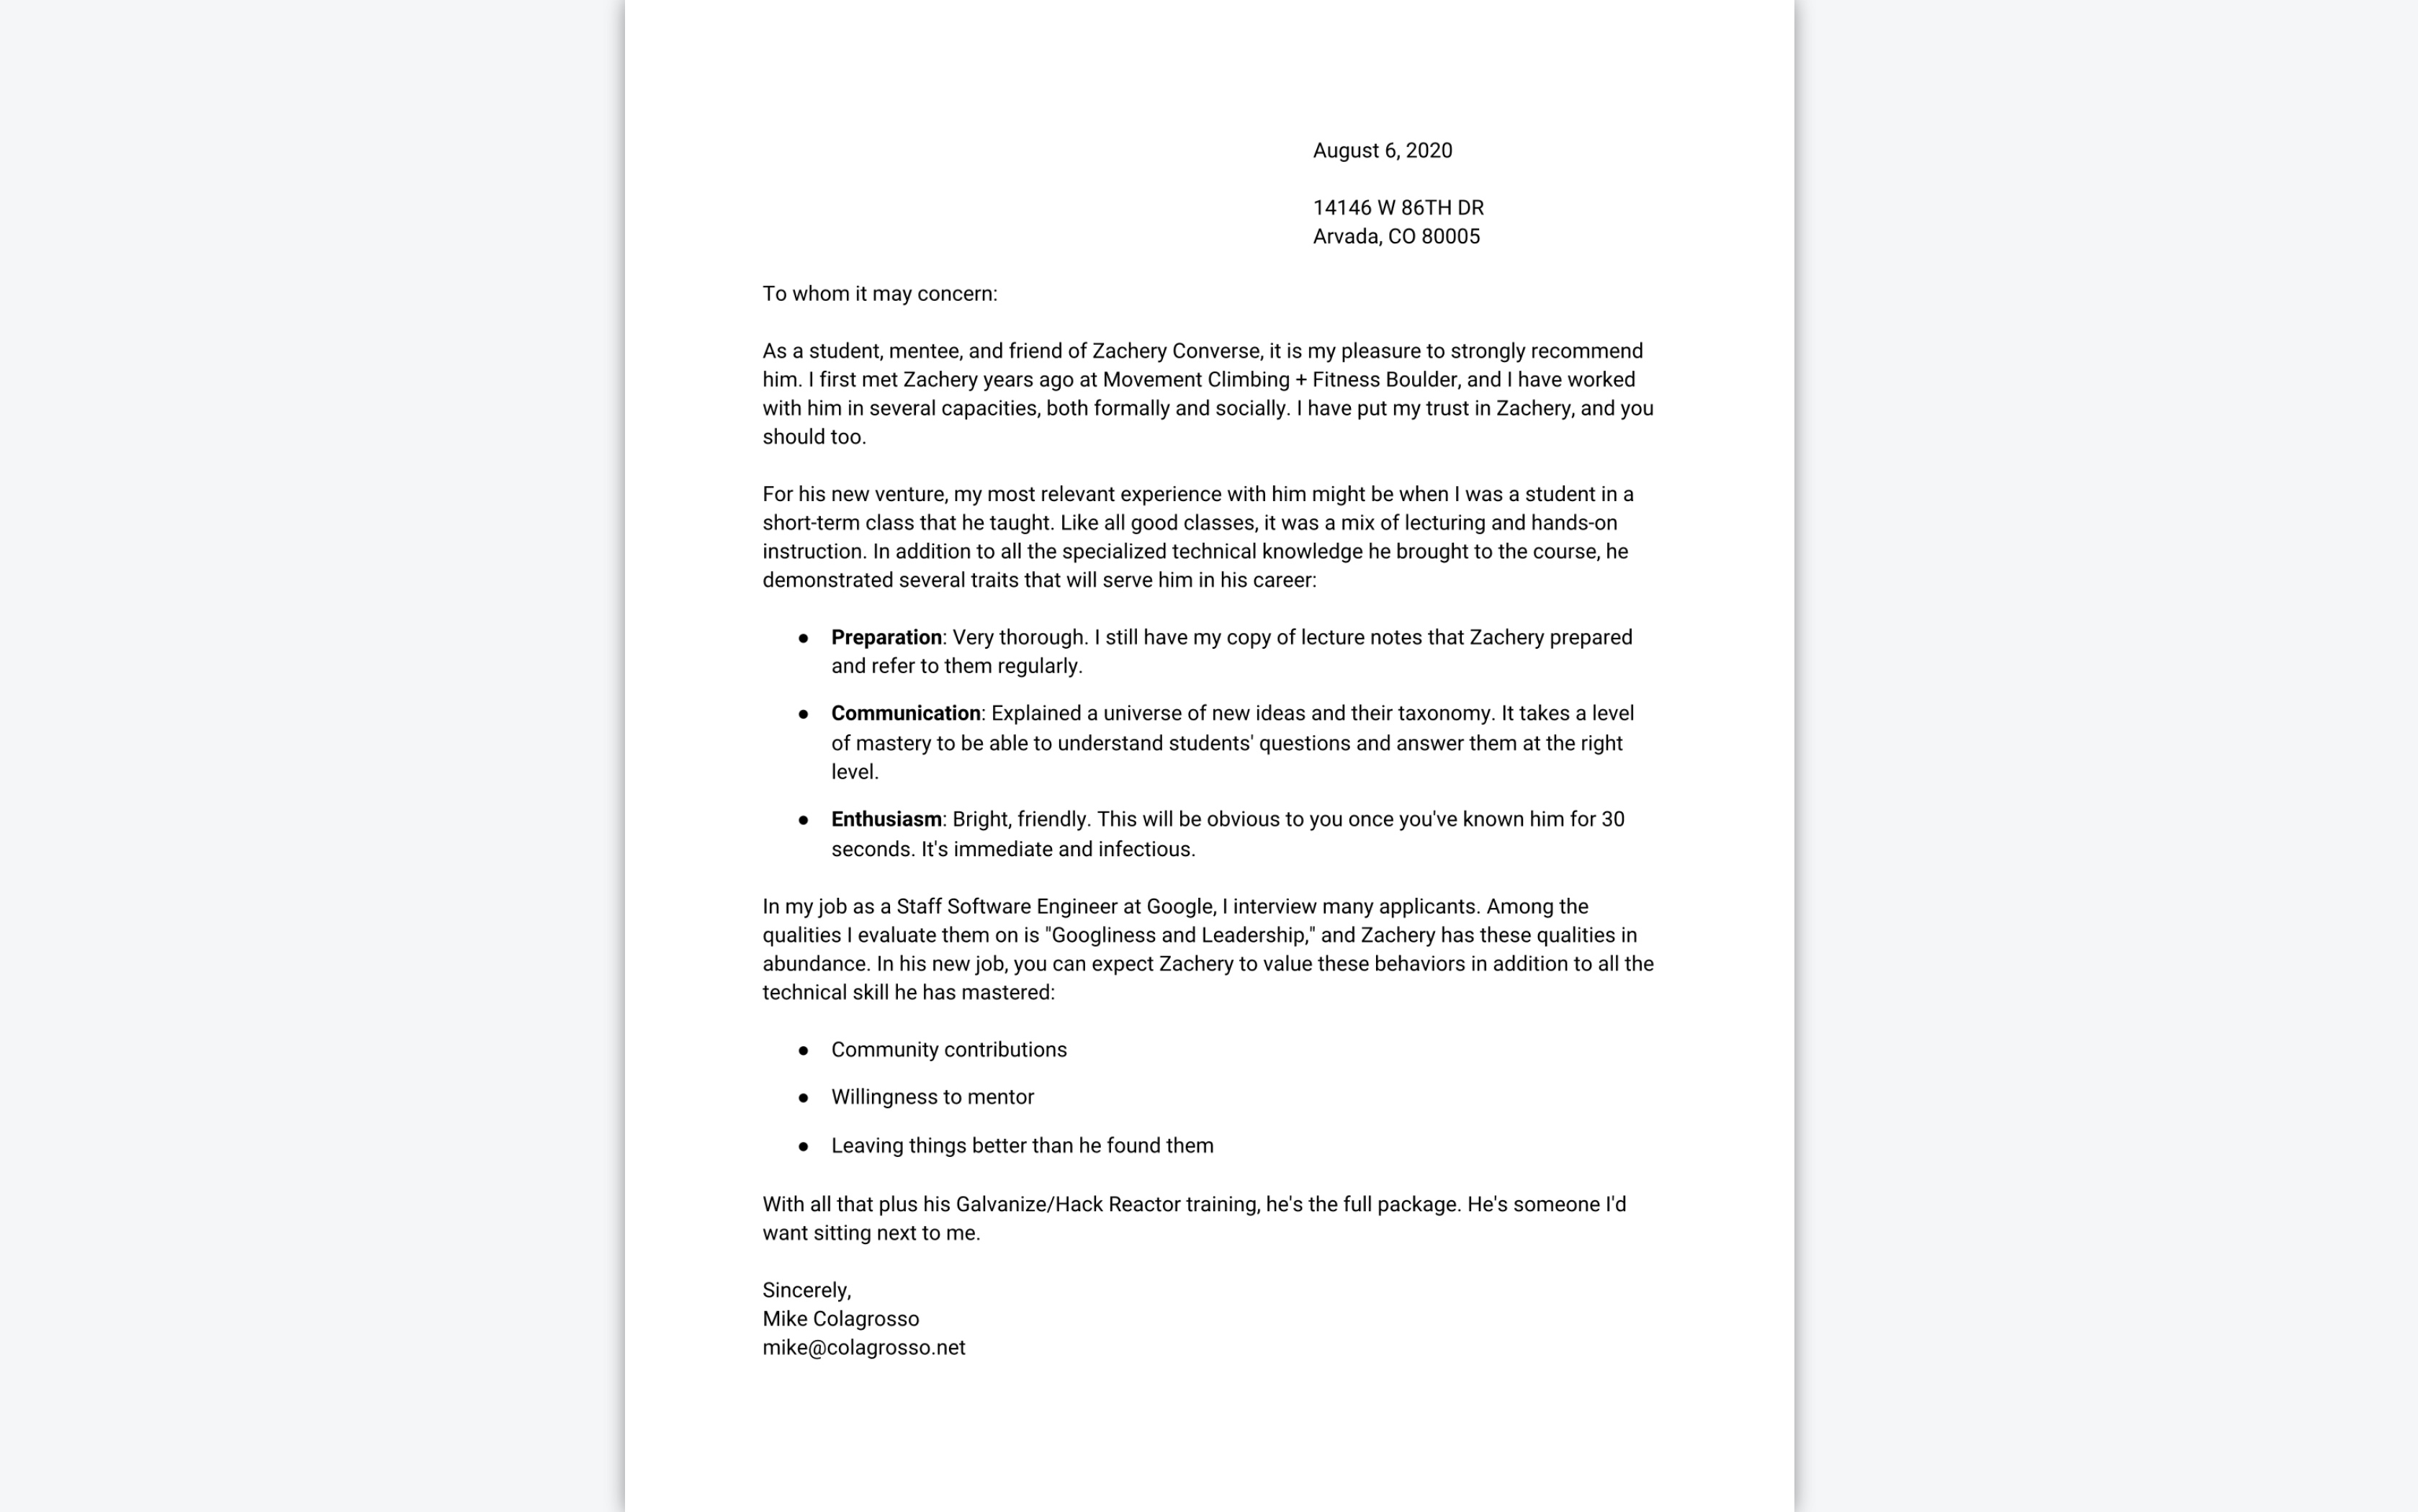 August 6, 2020
14146 W 86TH DR
Arvada, CO 80005
To whom it may concern:
As a student, mentee, and friend of Zachery Converse, it is my pleasure to strongly recommend
him. I first met Zachery years ago at Movement Climbing + Fitness Boulder, and I have worked
with him in several capacities, both formally and socially. I have put my trust in Zachery, and you
should too.
For his new venture, my most relevant experience with him might be when I was a student in a
short-term class that he taught. Like all good classes, it was a mix of lecturing and hands-on
instruction. In addition to all the specialized technical knowledge he brought to the course, he
demonstrated several traits that will serve him in his career:
● Preparation: Very thorough. I still have my copy of lecture notes that Zachery prepared
and refer to them regularly.
● Communication: Explained a universe of new ideas and their taxonomy. It takes a level
of mastery to be able to understand students' questions and answer them at the right
level.
● Enthusiasm: Bright, friendly. This will be obvious to you once you've known him for 30
seconds. It's immediate and infectious.
In my job as a Staff Software Engineer at Google, I interview many applicants. Among the
qualities I evaluate them on is "Googliness and Leadership," and Zachery has these qualities in
abundance. In his new job, you can expect Zachery to value these behaviors in addition to all the
technical skill he has mastered:
● Community contributions
● Willingness to mentor
● Leaving things better than he found them
With all that plus his Galvanize/Hack Reactor training, he's the full package. He's someone I'd
want sitting next to me.
Sincerely,
Mike Colagrosso
mike@colagrosso.net